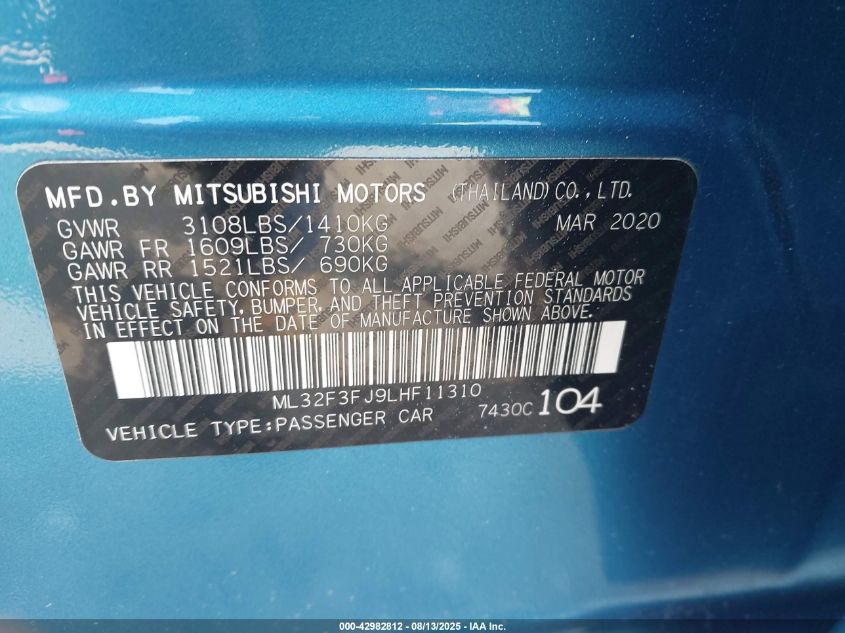 MFD.BY MITSUBISHI MOTORS (THAILAND) CO., LTD.
GVWR 3108LBS/1410KG MAR 2020
GAWR FR 1609LBS/ 730KG
GAWR RR 1521LBS/ 690KG
THIS VEHICLE CONFORMS TO ALL APPLICABLE FEDERAL MOTOR
VEHICLE SAFETY, BUMPER, AND THEFT PREVENTION STANDARDS
IN EFFECT ON THE DATE OF MANUFACTURE SHOWN ABOVE.
ML32F3FJ9LHF11310
VEHICLE TYPE:PASSENGER CAR 7430C 104
000-42982812 - 08/13/2025 - IAA Inc.